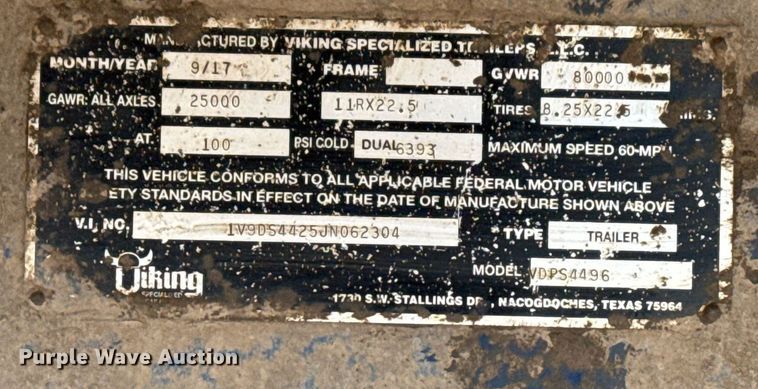 MANUFACTURED BY VIKING SPECIALIZED TRAILERS L.L.C.
MONTH/YEAR 9/17 FRAME GVWR 80000
GAWR: ALL AXLES 25000 11RX22.5 TIRES 8.25X22.5 RIMS.
AT. 100 PSI COLD DUAL 6393 MAXIMUM SPEED 60-MPH
THIS VEHICLE CONFORMS TO ALL APPLICABLE FEDERAL MOTOR VEHICLE
ETY STANDARDS IN EFFECT ON THE DATE OF MANUFACTURE SHOWN ABOVE
V.I. NO. 1V9DS4425JN062304 TYPE TRAILER
Viking
SPECIALIZED
MODEL VDPS4496
1730 S.W. STALLINGS DR., NACOGDOCHES, TEXAS 75964
Purple Wave Auction